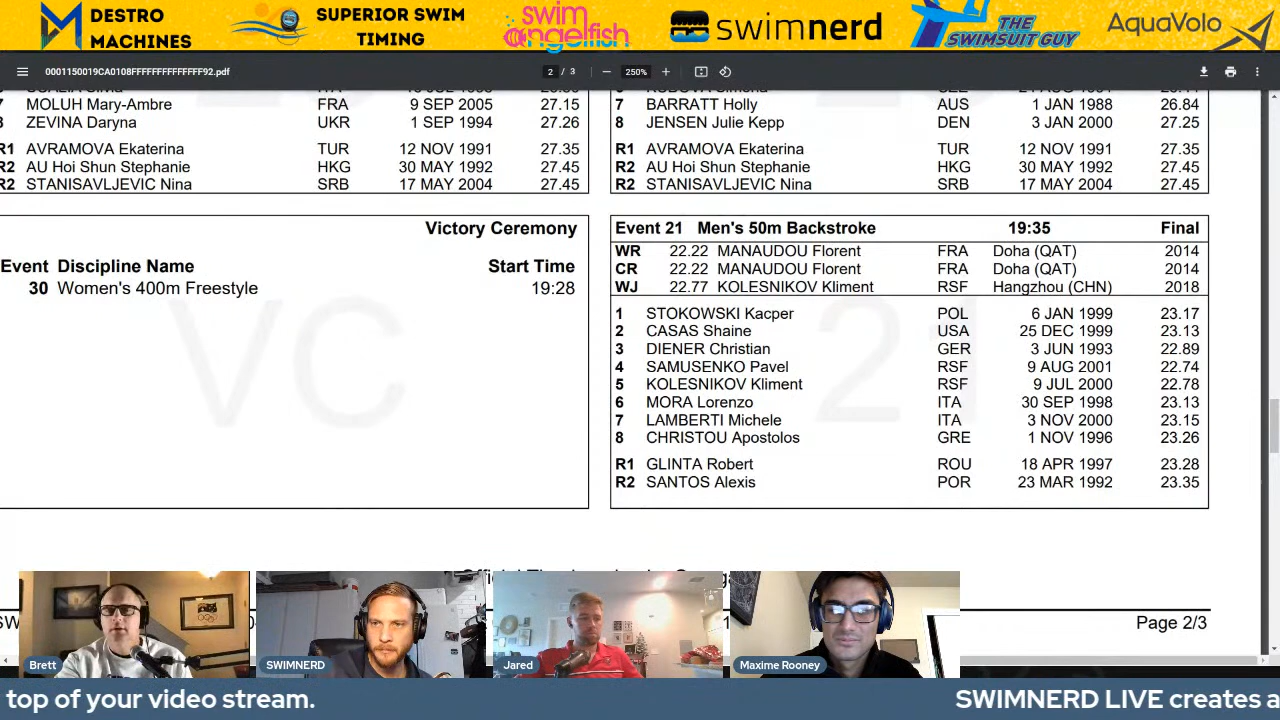 DESTRO
MACHINES
SUPERIOR SWIM
TIMING
swim
angelfish
swimnerd
THE
SWIMSUIT GUY
AquaVolo
0001150019CA0108FFFFFFFFFFFFFF92.pdf
2 / 3
250%
7 MOLUH Mary-Ambre FRA 9 SEP 2005 27.15
8 ZEVINA Daryna UKR 1 SEP 1994 27.26
R1 AVRAMOVA Ekaterina TUR 12 NOV 1991 27.35
R2 AU Hoi Shun Stephanie HKG 30 MAY 1992 27.45
R2 STANISAVLJEVIC Nina SRB 17 MAY 2004 27.45
7 BARRATT Holly AUS 1 JAN 1988 26.84
8 JENSEN Julie Kepp DEN 3 JAN 2000 27.25
R1 AVRAMOVA Ekaterina TUR 12 NOV 1991 27.35
R2 AU Hoi Shun Stephanie HKG 30 MAY 1992 27.45
R2 STANISAVLJEVIC Nina SRB 17 MAY 2004 27.45
Victory Ceremony
Event Discipline Name Start Time
30 Women's 400m Freestyle 19:28
VC
Event 21 Men's 50m Backstroke 19:35 Final
WR 22.22 MANAUDOU Florent FRA Doha (QAT) 2014
CR 22.22 MANAUDOU Florent FRA Doha (QAT) 2014
WJ 22.77 KOLESNIKOV Kliment RSF Hangzhou (CHN) 2018
1 STOKOWSKI Kacper POL 6 JAN 1999 23.17
2 CASAS Shaine USA 25 DEC 1999 23.13
3 DIENER Christian GER 3 JUN 1993 22.89
4 SAMUSENKO Pavel RSF 9 AUG 2001 22.74
5 KOLESNIKOV Kliment RSF 9 JUL 2000 22.78
6 MORA Lorenzo ITA 30 SEP 1998 23.13
7 LAMBERTI Michele ITA 3 NOV 2000 23.15
8 CHRISTOU Apostolos GRE 1 NOV 1996 23.26
R1 GLINTA Robert ROU 18 APR 1997 23.28
R2 SANTOS Alexis POR 23 MAR 1992 23.35
21
Page 2/3
Brett
SWIMNERD
Jared
Maxime Rooney
top of your video stream.
SWIMNERD LIVE creates a